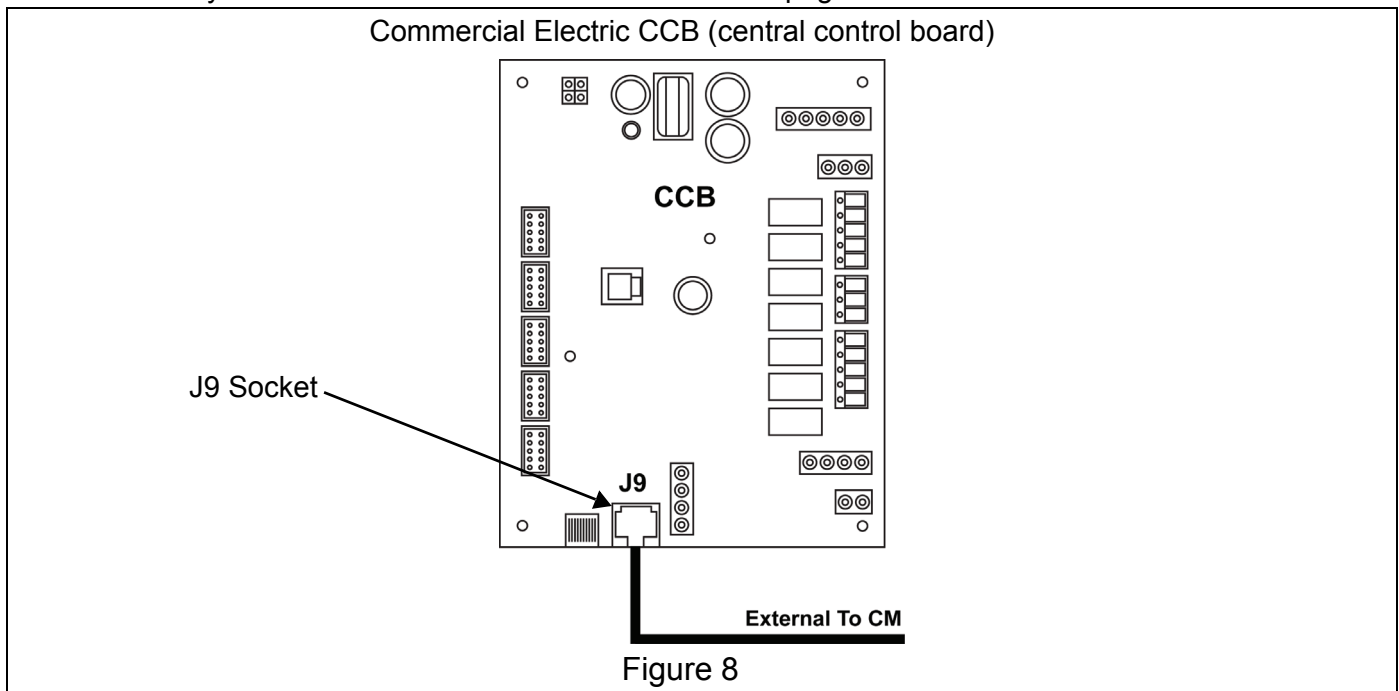 Commercial Electric CCB (central control board)
CCB
J9 Socket
J9
External To CM
Figure 8